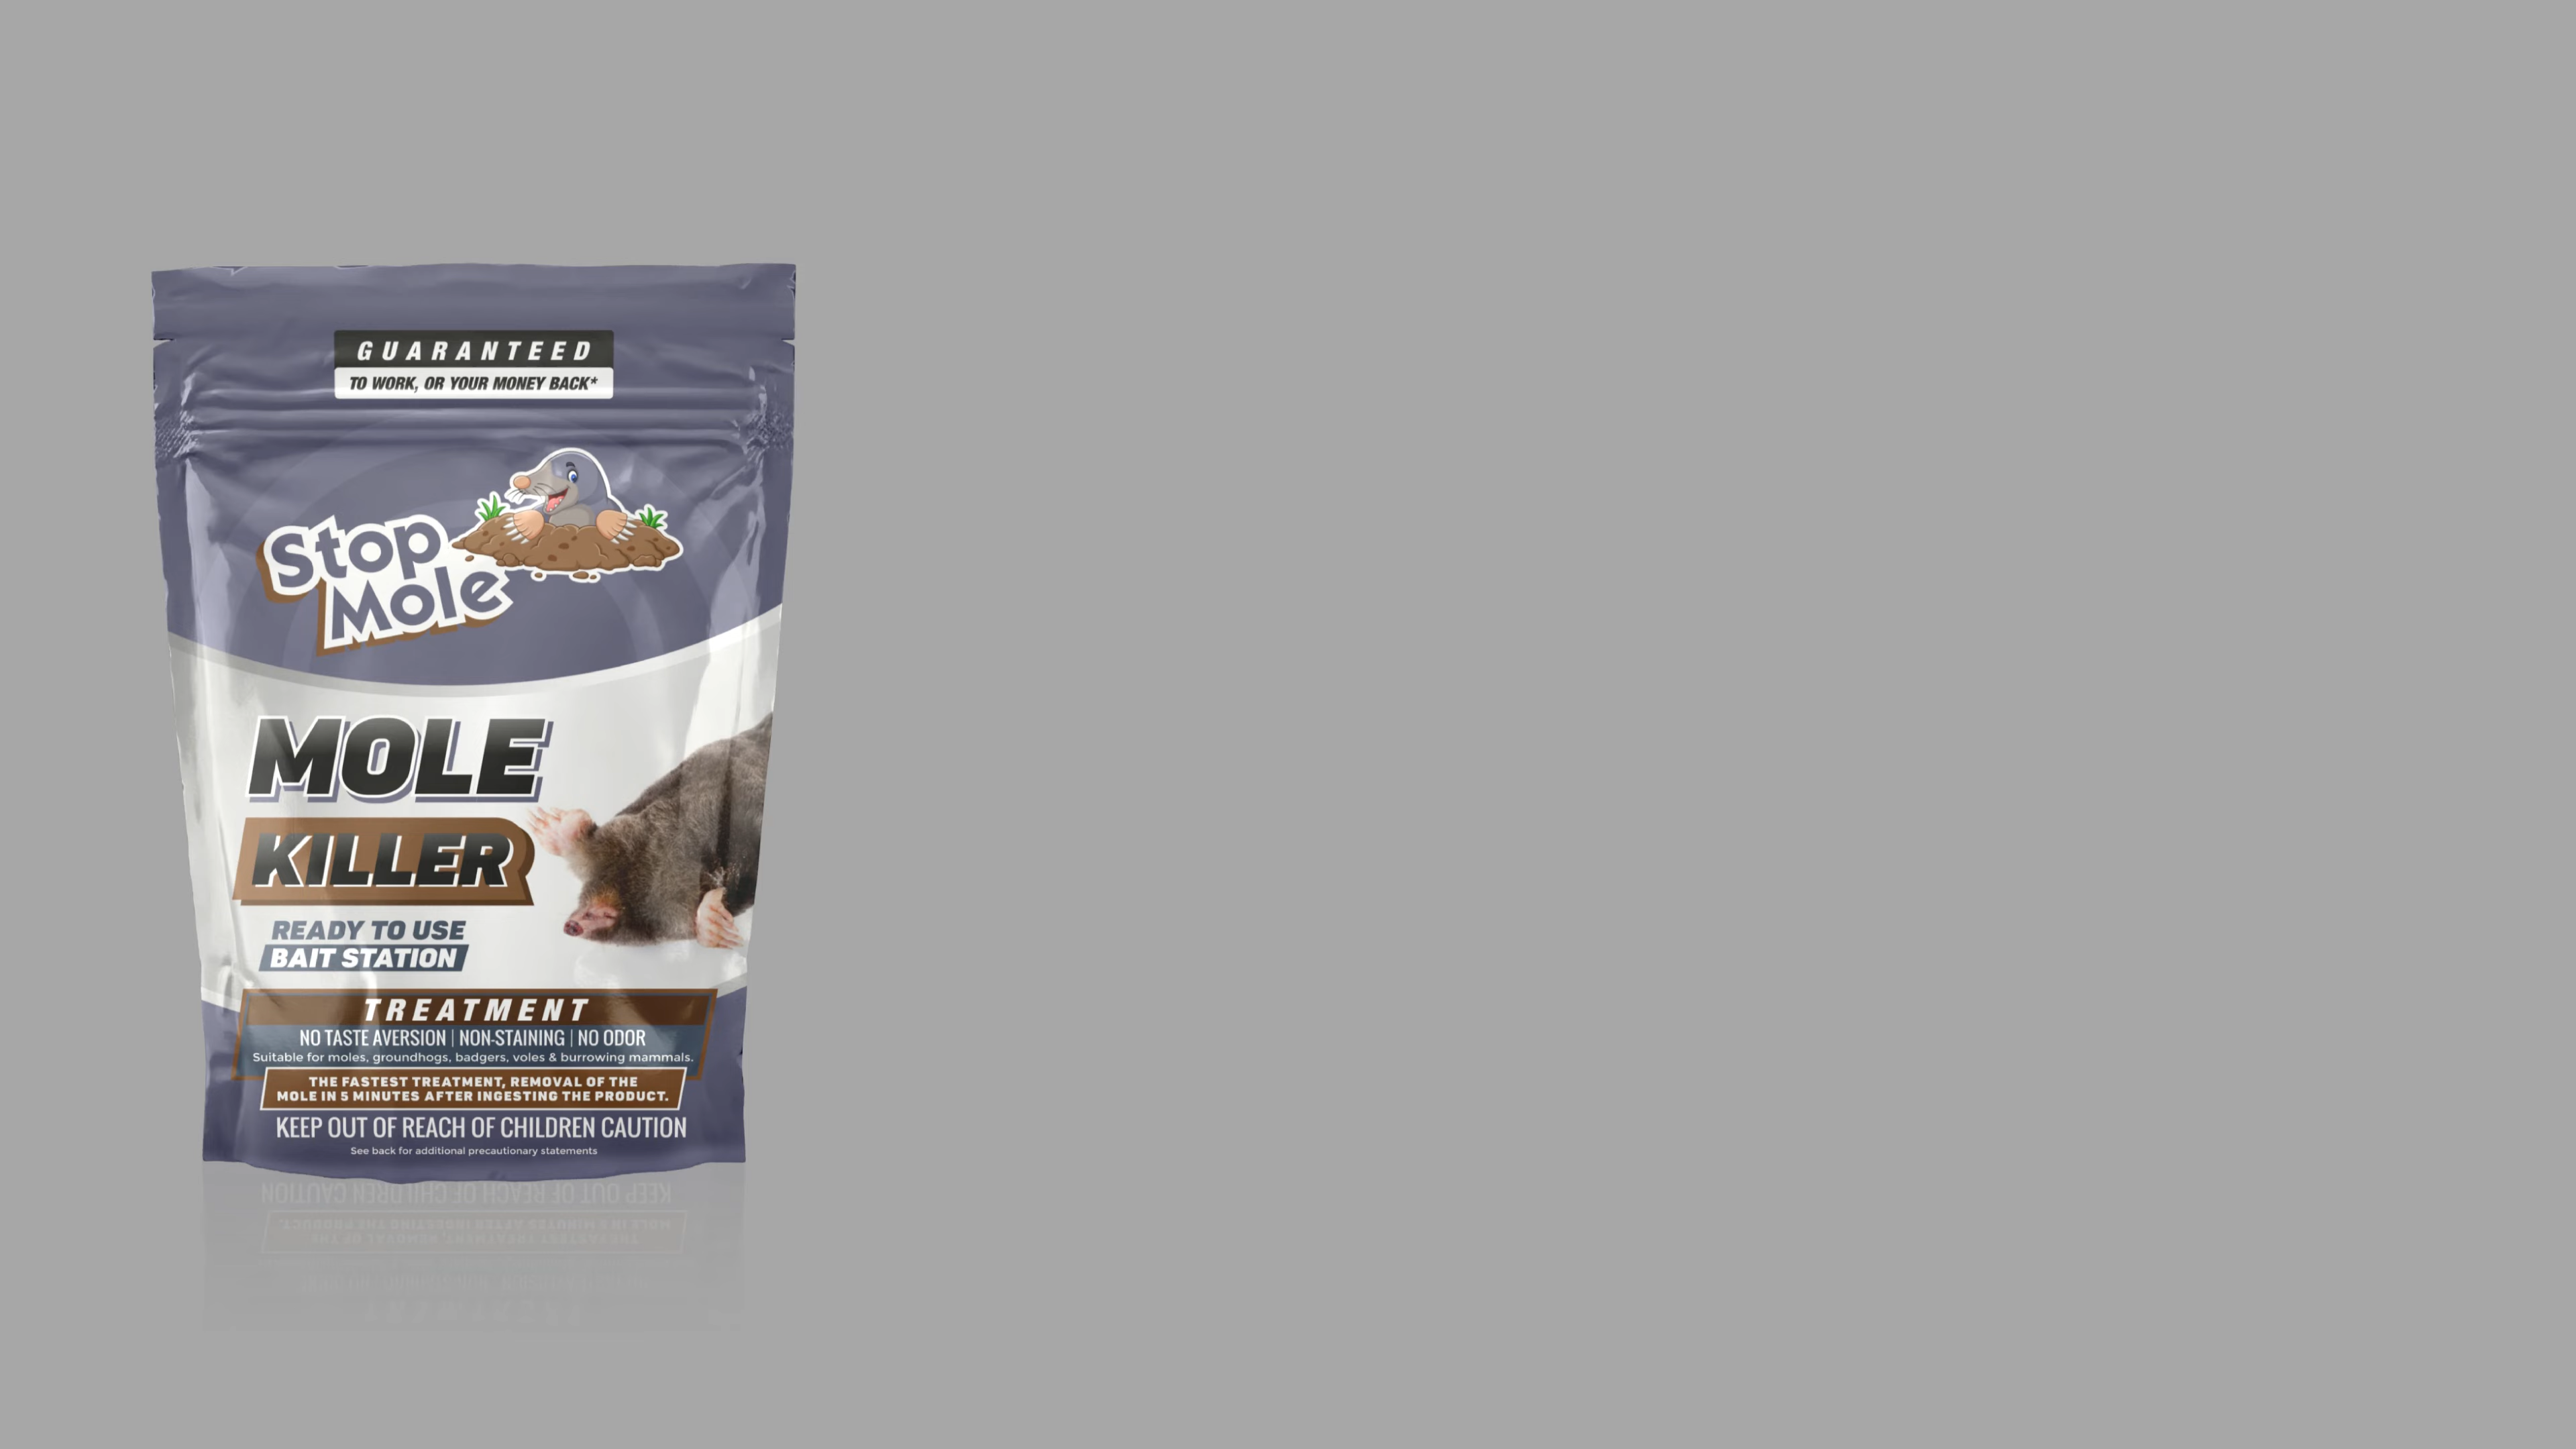 GUARANTEED
TO WORK, OR YOUR MONEY BACK*
Stop
Mole
MOLE
KILLER
READY TO USE
BAIT STATION
TREATMENT
NO TASTE AVERSION | NON-STAINING | NO ODOR
Suitable for moles, groundhogs, badgers, voles & burrowing mammals.
THE FASTEST TREATMENT, REMOVAL OF THE
MOLE IN 5 MINUTES AFTER INGESTING THE PRODUCT.
KEEP OUT OF REACH OF CHILDREN CAUTION
See back for additional precautionary statements